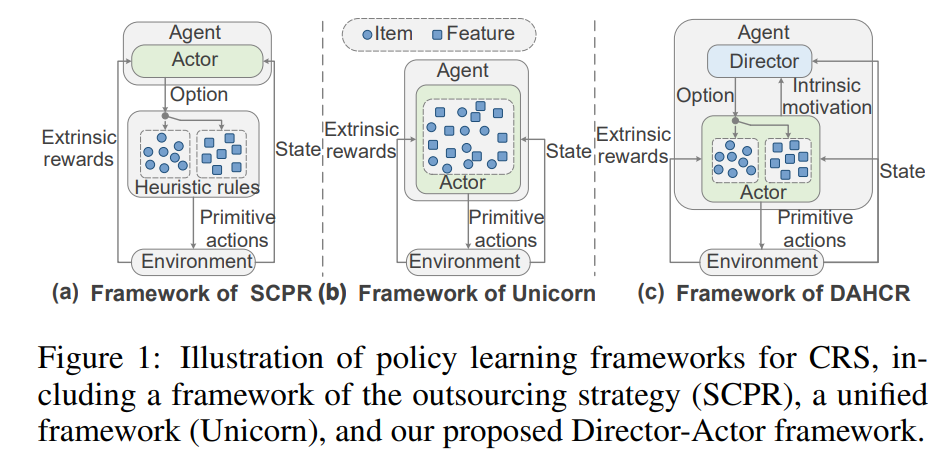 Agent
Actor
Option
Extrinsic
rewards
State
Heuristic rules
Primitive
actions
Environment
(a) Framework of SCPR
Item Feature
Agent
Extrinsic
rewards
State
Actor
Primitive
actions
Environment
(b) Framework of Unicorn
Agent
Director
Option
Intrinsic
motivation
Extrinsic
rewards
State
Actor
Primitive
actions
Environment
(c) Framework of DAHCR
Figure 1: Illustration of policy learning frameworks for CRS, in-
cluding a framework of the outsourcing strategy (SCPR), a unified
framework (Unicorn), and our proposed Director-Actor framework.